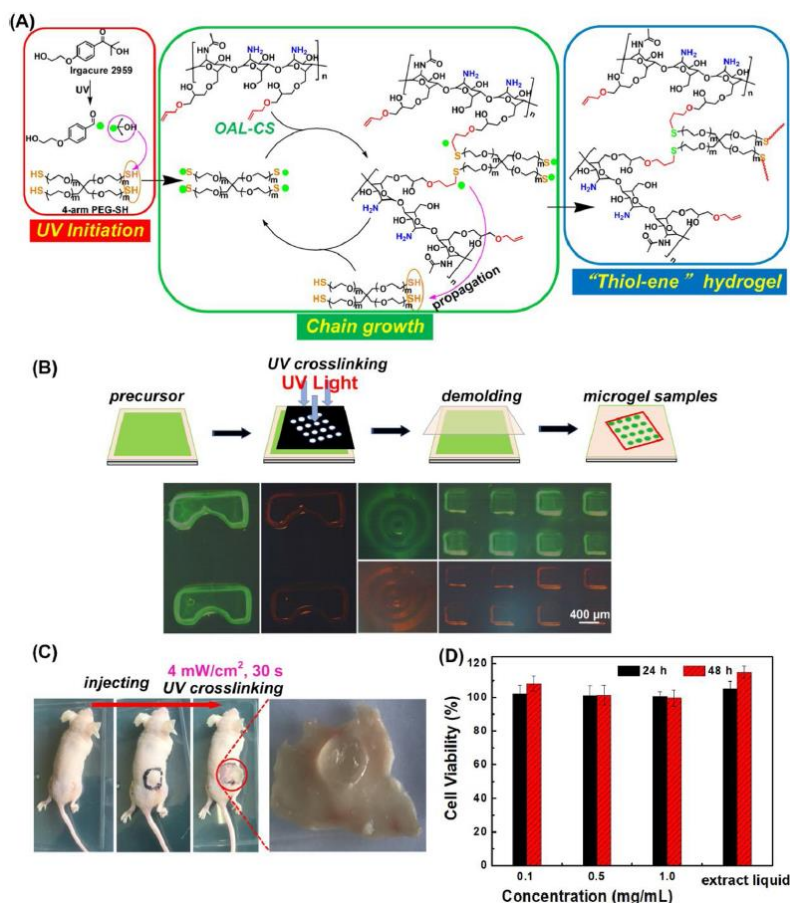 (A)
Irgacure 2959
UV
4-arm PEG-SH
UV Initiation
OAL-CS
propagation
Chain growth
"Thiol-ene" hydrogel
(B)
precursor
UV crosslinking
UV Light
demolding
microgel samples
400 μm
(C)
injecting
4 mW/cm², 30 s
UV crosslinking
(D)
24 h
48 h
Cell Viability (%)
120
100
80
60
40
20
0
0.1
0.5
1.0
extract liquid
Concentration (mg/mL)